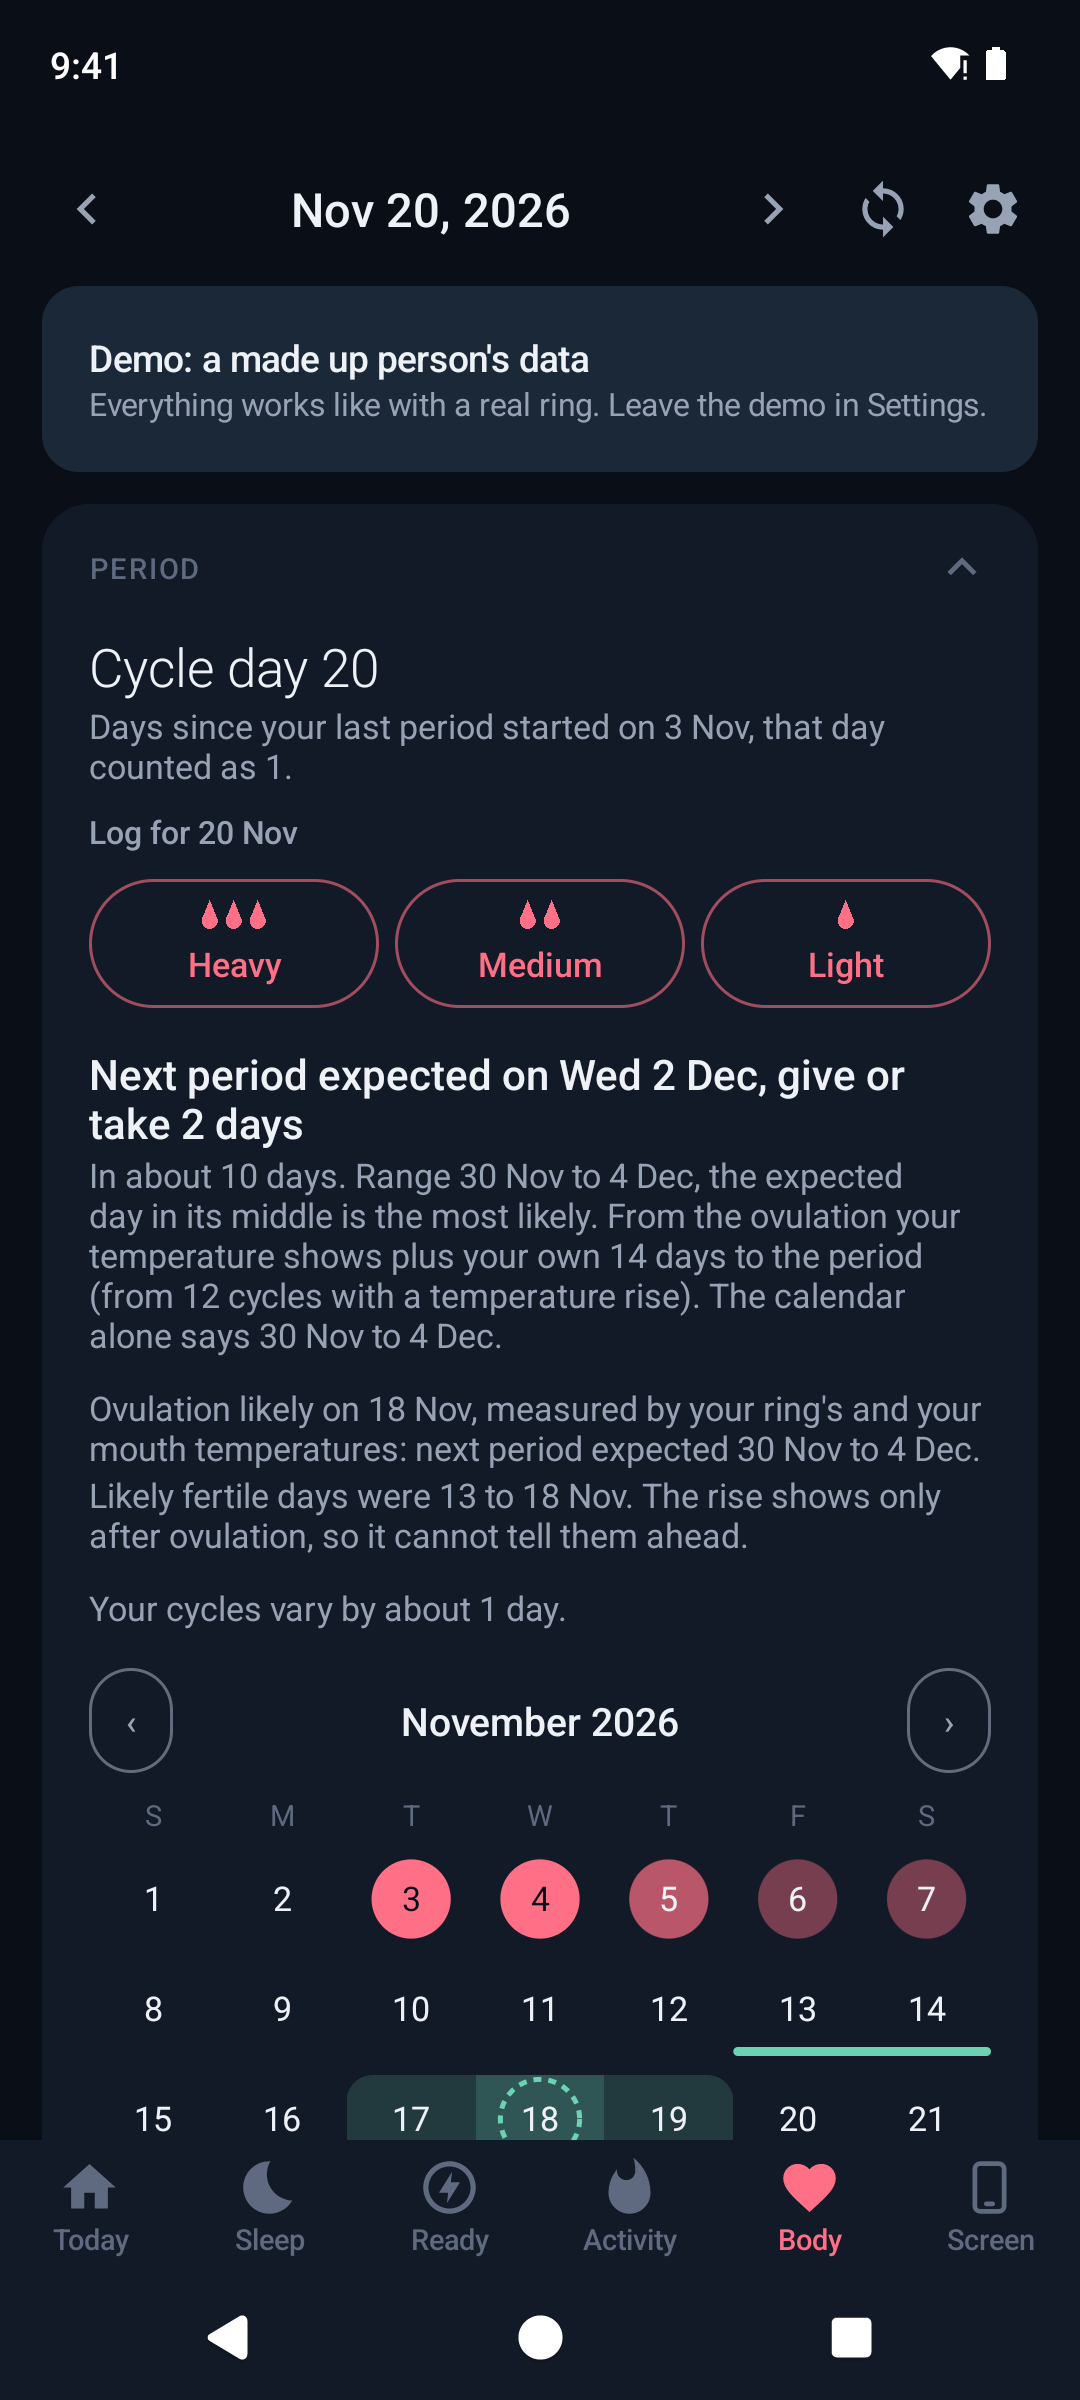 9:41
Nov 20, 2026
Demo: a made up person's data
Everything works like with a real ring. Leave the demo in Settings.
PERIOD
Cycle day 20
Days since your last period started on 3 Nov, that day
counted as 1.
Log for 20 Nov
Heavy
Medium
Light
Next period expected on Wed 2 Dec, give or
take 2 days
In about 10 days. Range 30 Nov to 4 Dec, the expected
day in its middle is the most likely. From the ovulation your
temperature shows plus your own 14 days to the period
(from 12 cycles with a temperature rise). The calendar
alone says 30 Nov to 4 Dec.
Ovulation likely on 18 Nov, measured by your ring's and your
mouth temperatures: next period expected 30 Nov to 4 Dec.
Likely fertile days were 13 to 18 Nov. The rise shows only
after ovulation, so it cannot tell them ahead.
Your cycles vary by about 1 day.
‹ November 2026 ›
S M T W T F S
1 2 3 4 5 6 7
8 9 10 11 12 13 14
15 16 17 18 19 20 21
Today Sleep Ready Activity Body Screen